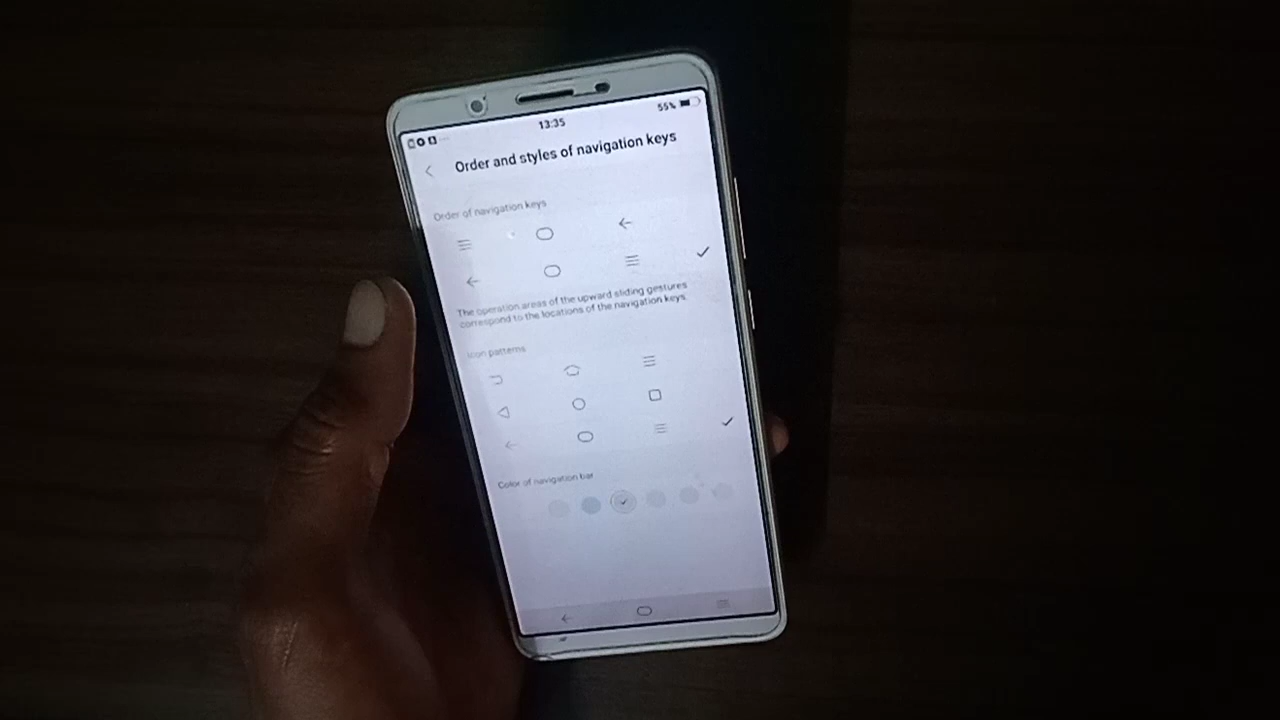 55%
13:35
Order and styles of navigation keys
Order of navigation keys
The operation areas of the upward sliding gestures
correspond to the locations of the navigation keys.
Icon patterns
Color of navigation bar